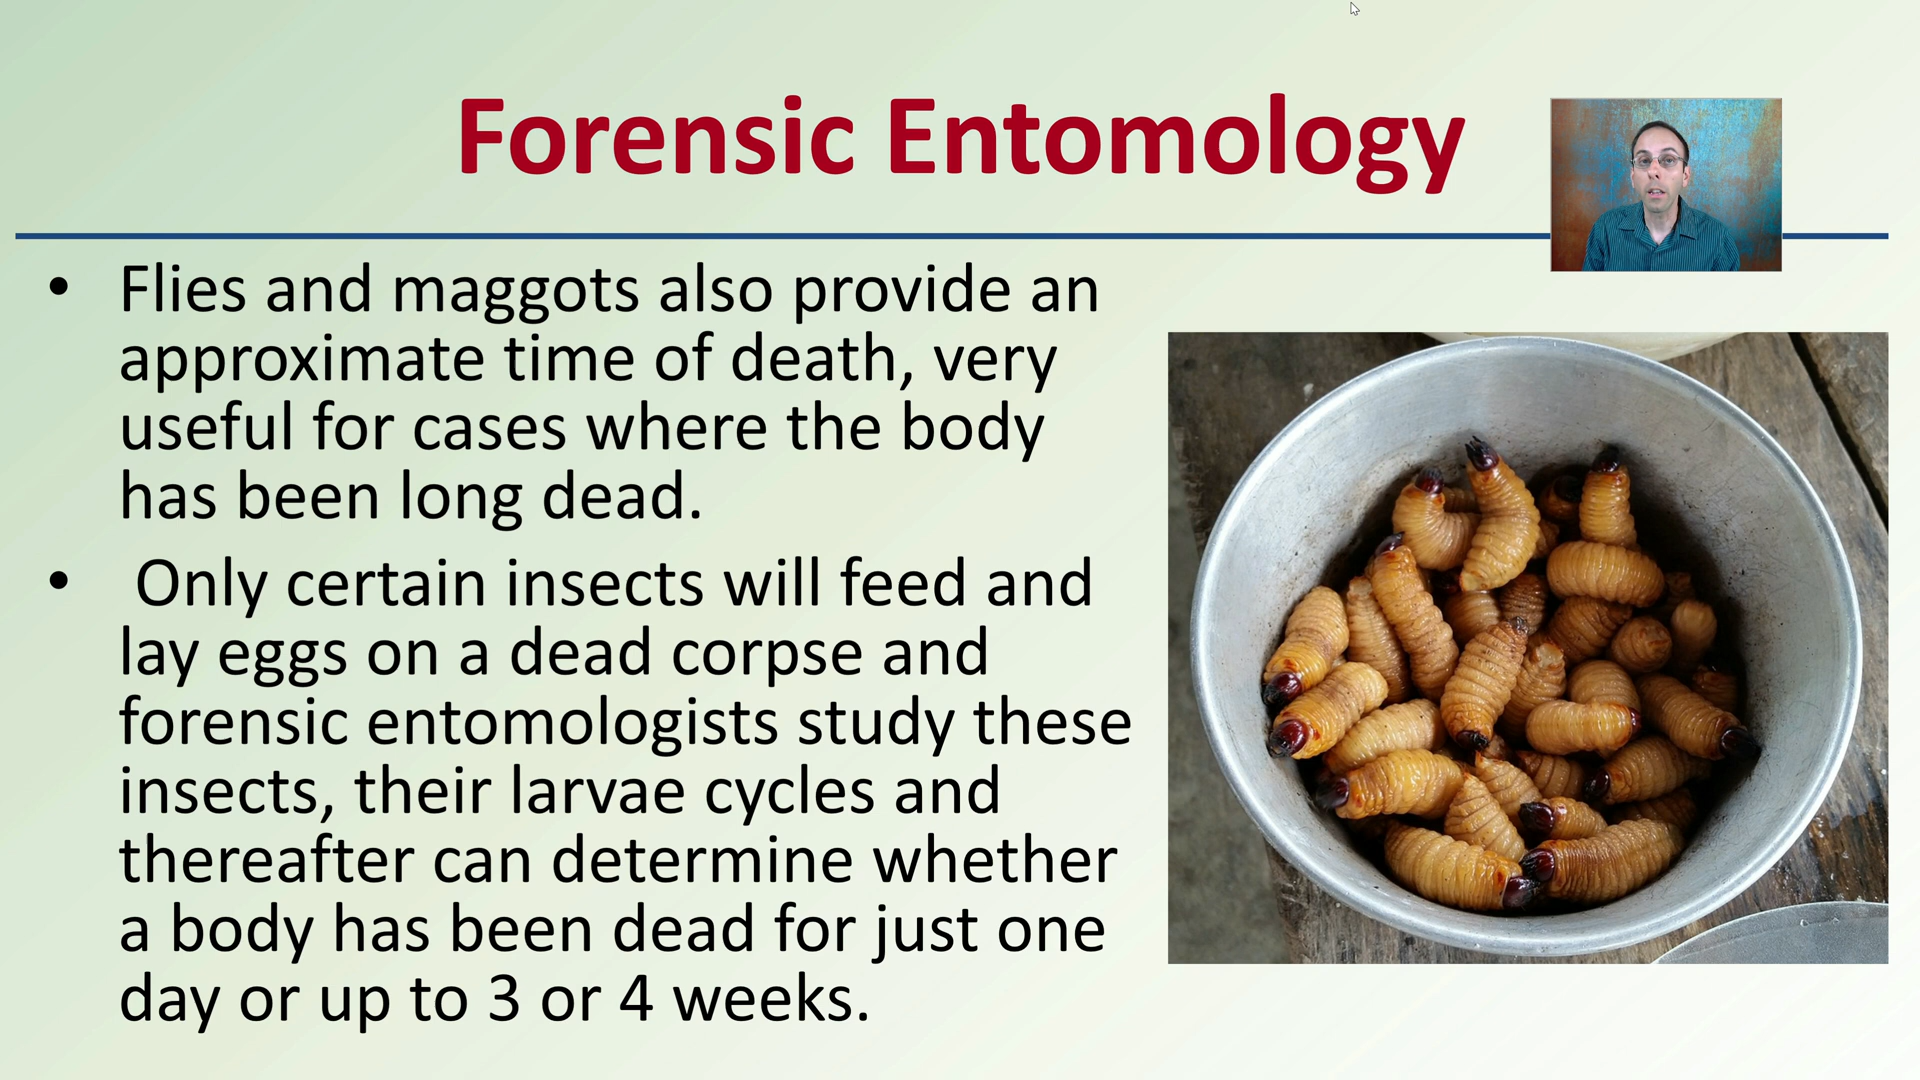 Forensic Entomology
• Flies and maggots also provide an
approximate time of death, very
useful for cases where the body
has been long dead.
• Only certain insects will feed and
lay eggs on a dead corpse and
forensic entomologists study these
insects, their larvae cycles and
thereafter can determine whether
a body has been dead for just one
day or up to 3 or 4 weeks.